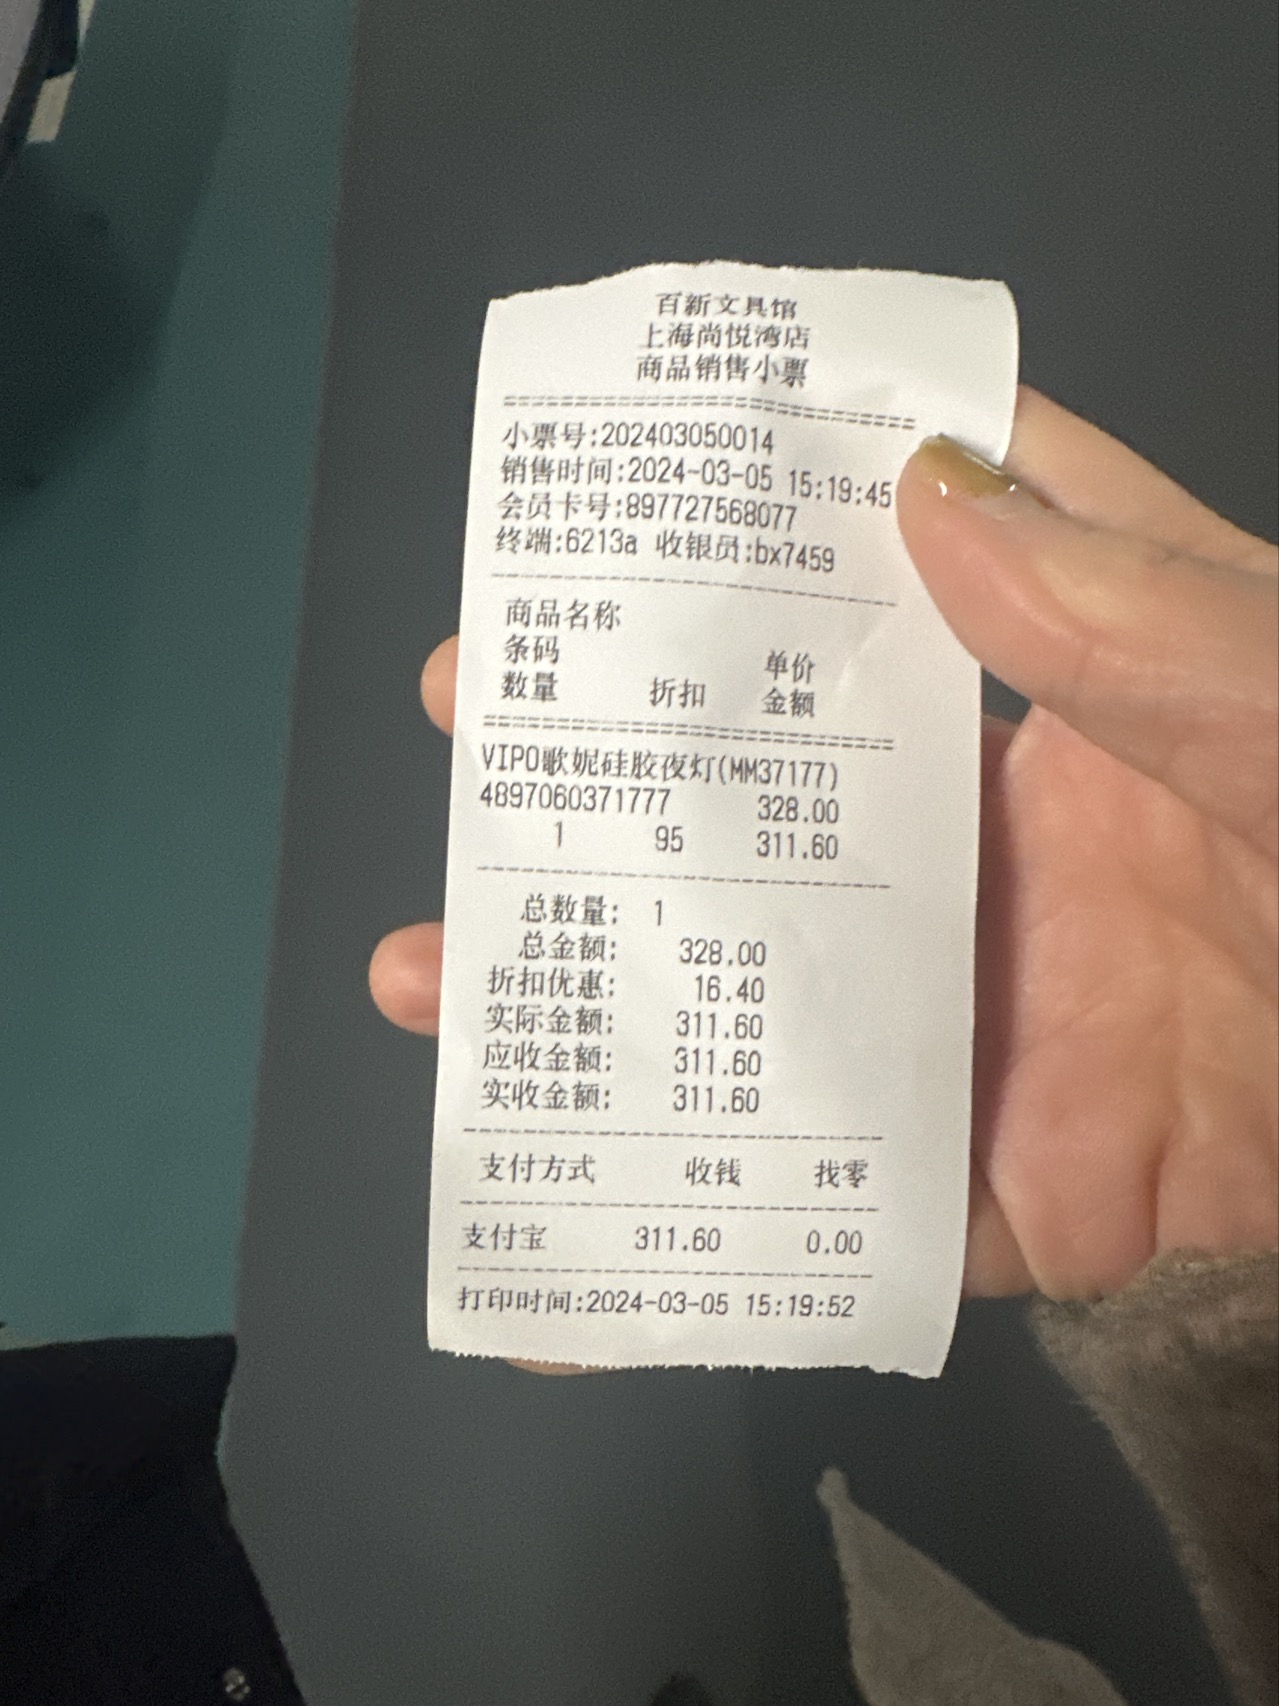 百新文具馆
上海尚悦湾店
商品销售小票
小票号:202403050014
销售时间:2024-03-05 15:19:45
会员卡号:897727568077
终端:6213a 收银员:bx7459
商品名称
条码 单价
数量 折扣 金额
VIPO歌妮硅胶夜灯(MM37177)
4897060371777 328.00
1 95 311.60
总数量: 1
总金额: 328.00
折扣优惠: 16.40
实际金额: 311.60
应收金额: 311.60
实收金额: 311.60
支付方式 收钱 找零
支付宝 311.60 0.00
打印时间:2024-03-05 15:19:52